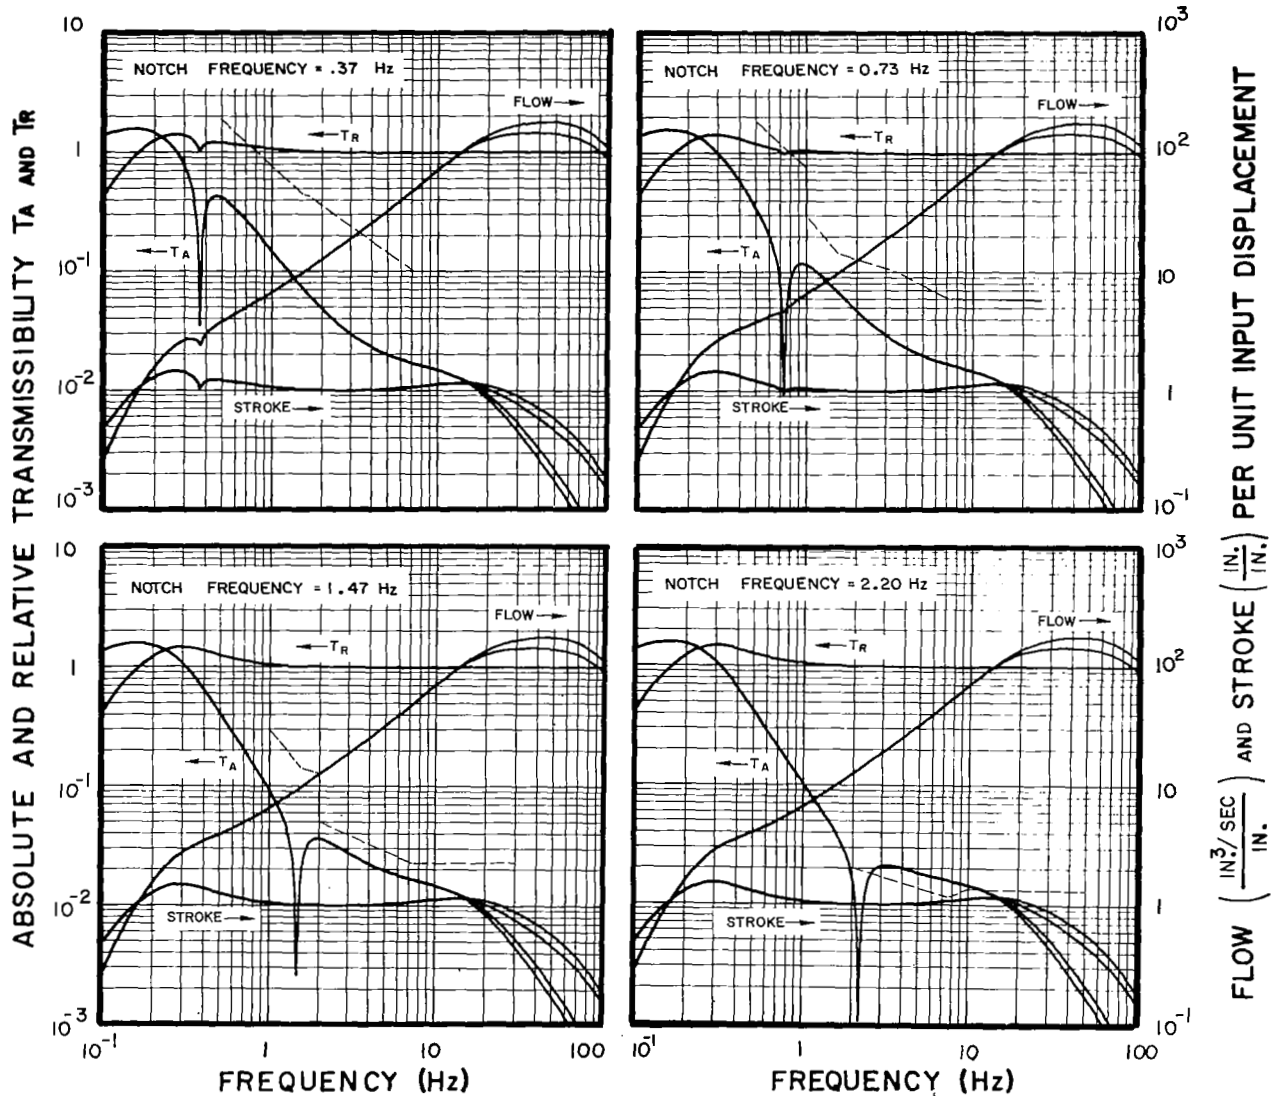 ABSOLUTE AND RELATIVE TRANSMISSIBILITY TA AND TR
10
1
10-1
10-2
10-3
NOTCH FREQUENCY = .37 Hz
FLOW →
← TR
← TA
STROKE →
NOTCH FREQUENCY = 0.73 Hz
FLOW →
← TR
← TA
STROKE →
10³
10²
10
1
10-1
10
1
10-1
10-2
10-3
NOTCH FREQUENCY = 1.47 Hz
FLOW →
← TR
← TA
STROKE →
10-1 1 10 100
FREQUENCY (Hz)
NOTCH FREQUENCY = 2.20 Hz
FLOW →
← TR
← TA
STROKE →
10-1 1 10 100
FREQUENCY (Hz)
10³
10²
10
1
10-1
FLOW (IN.³/SEC / IN.) AND STROKE (IN. / IN.) PER UNIT INPUT DISPLACEMENT